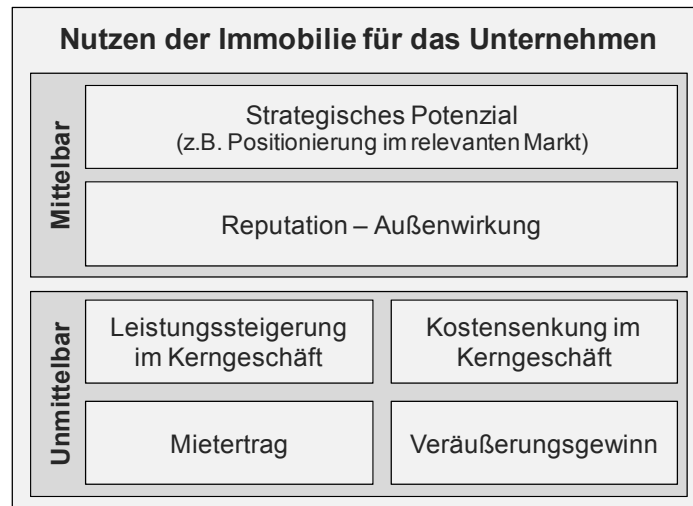 Nutzen der Immobilie für das Unternehmen
Mittelbar
Strategisches Potenzial
(z.B. Positionierung im relevanten Markt)
Reputation – Außenwirkung
Unmittelbar
Leistungssteigerung
im Kerngeschäft
Kostensenkung im
Kerngeschäft
Mietertrag
Veräußerungsgewinn